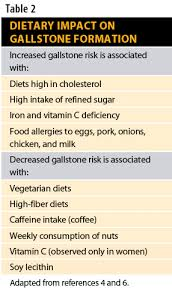 Table 2
DIETARY IMPACT ON
GALLSTONE FORMATION
Increased gallstone risk is associated
with:
Diets high in cholesterol
High intake of refined sugar
Iron and vitamin C deficiency
Food allergies to eggs, pork, onions,
chicken, and milk
Decreased gallstone risk is associated
with:
Vegetarian diets
High-fiber diets
Caffeine intake (coffee)
Weekly consumption of nuts
Vitamin C (observed only in women)
Soy lecithin
Adapted from references 4 and 6.